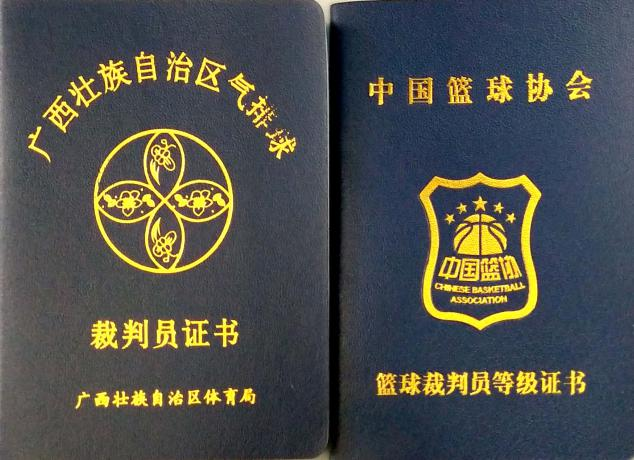 广西壮族自治区气排球
裁判员证书
广西壮族自治区体育局
中国篮球协会
中国篮协
CHINESE BASKETBALL
ASSOCIATION
篮球裁判员等级证书